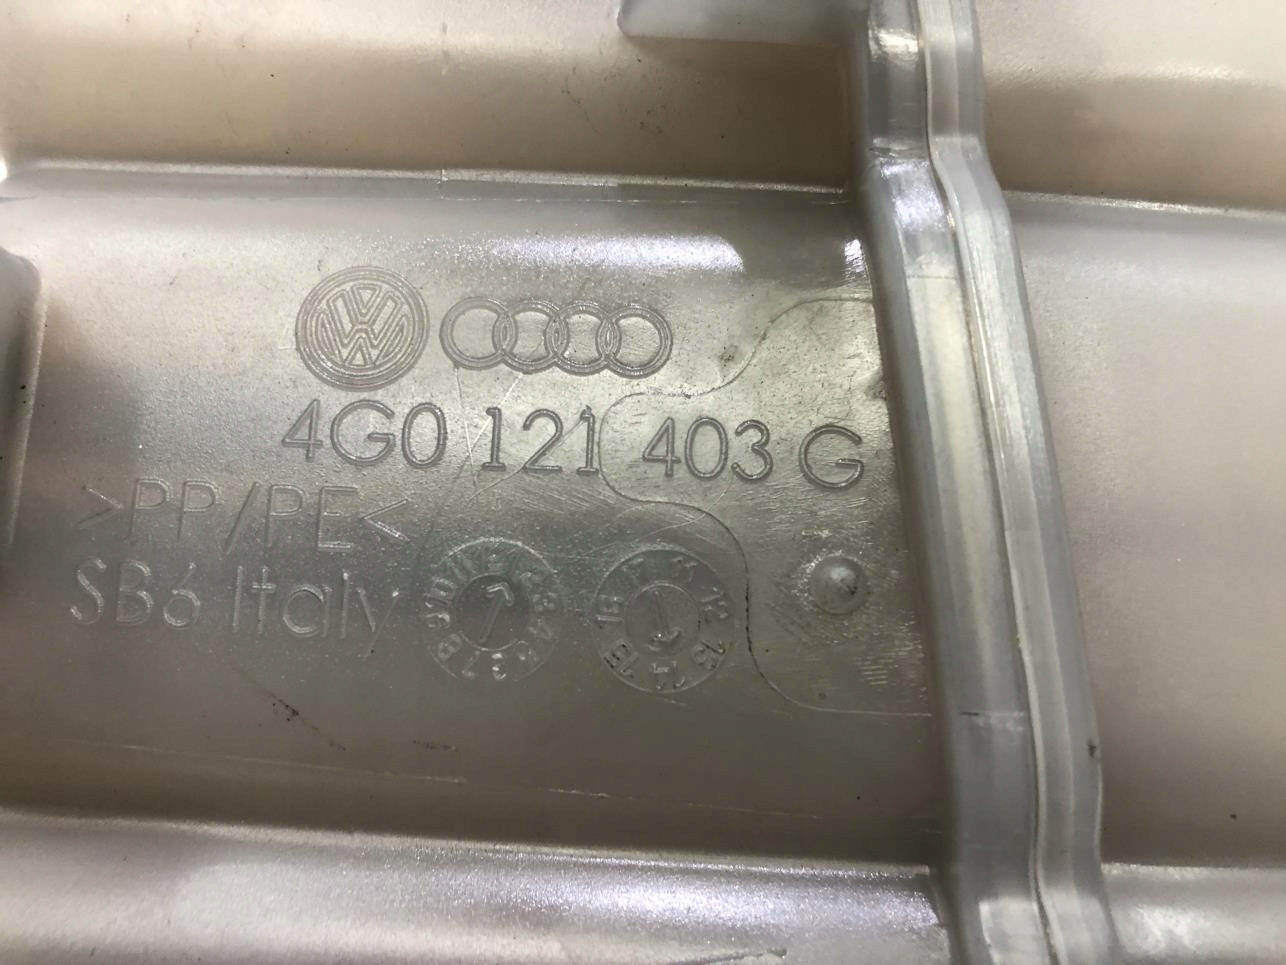 4G0 121 403 G
>PP/PE<
SB6 Italy